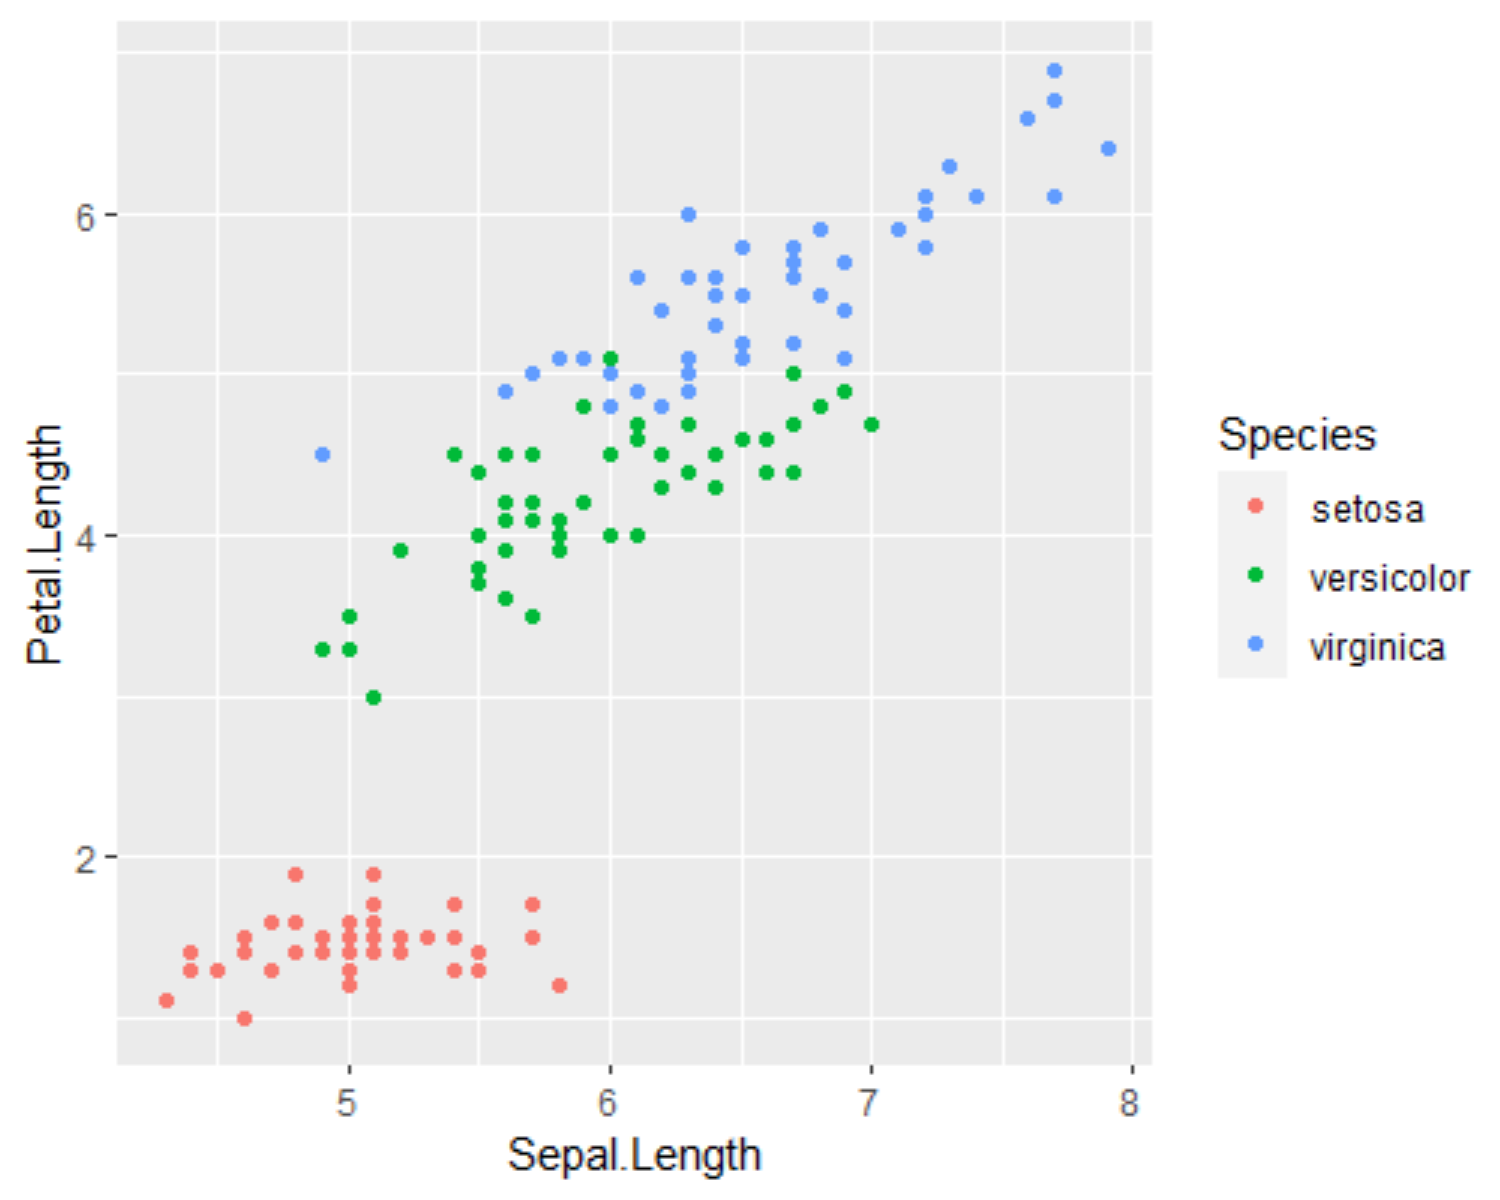 6
4
2
Petal.Length
5 6 7 8
Sepal.Length
Species
setosa
versicolor
virginica